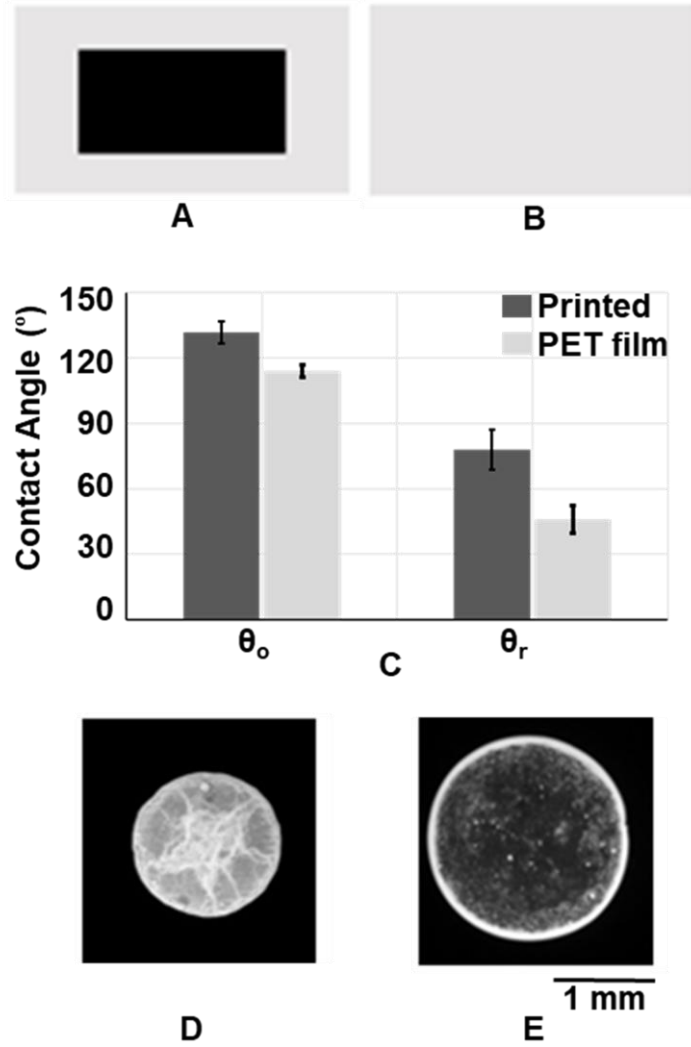 A
B
150
120
90
60
30
0
Contact Angle (º)
Printed
PET film
θo
θr
C
1 mm
D
E